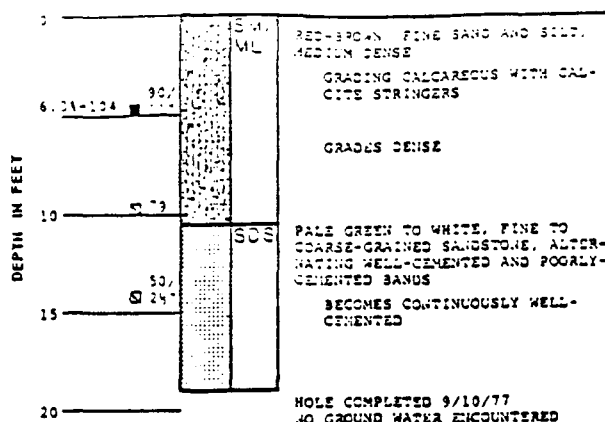 0
SM/
ML
RED-BROWN FINE SAND AND SILT,
MEDIUM DENSE
GRADING CALCAREOUS WITH CAL-
CITE STRINGERS
90/
GRADES DENSE
DEPTH IN FEET
79
10
SDS
PALE GREEN TO WHITE, FINE TO
COARSE-GRAINED SANDSTONE, ALTER-
NATING WELL-CEMENTED AND POORLY-
CEMENTED BANDS
50/
BECOMES CONTINUOUSLY WELL-
CEMENTED
15
HOLE COMPLETED 9/10/77
NO GROUND WATER ENCOUNTERED
20